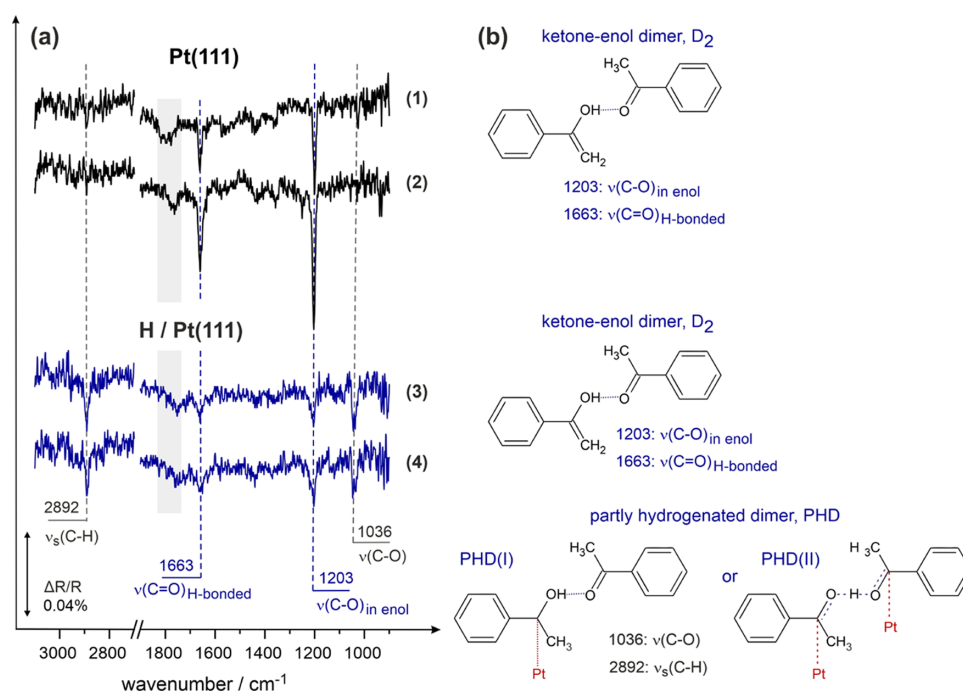 (a)
Pt(111)
(1)
(2)
H / Pt(111)
(3)
(4)
2892
νs(C-H)
1036
ν(C-O)
1663
ν(C=O)H-bonded
1203
ν(C-O)in enol
ΔR/R
0.04%
3000 2800 1800 1600 1400 1200 1000
wavenumber / cm-1
(b)
ketone-enol dimer, D2
H3C
OH
O
CH2
1203: ν(C-O)in enol
1663: ν(C=O)H-bonded
ketone-enol dimer, D2
H3C
OH
O
CH2
1203: ν(C-O)in enol
1663: ν(C=O)H-bonded
partly hydrogenated dimer, PHD
PHD(I)
H3C
OH
O
CH3
Pt
1036: ν(C-O)
2892: νs(C-H)
or
PHD(II)
H3C
O
H
O
CH3
Pt
Pt